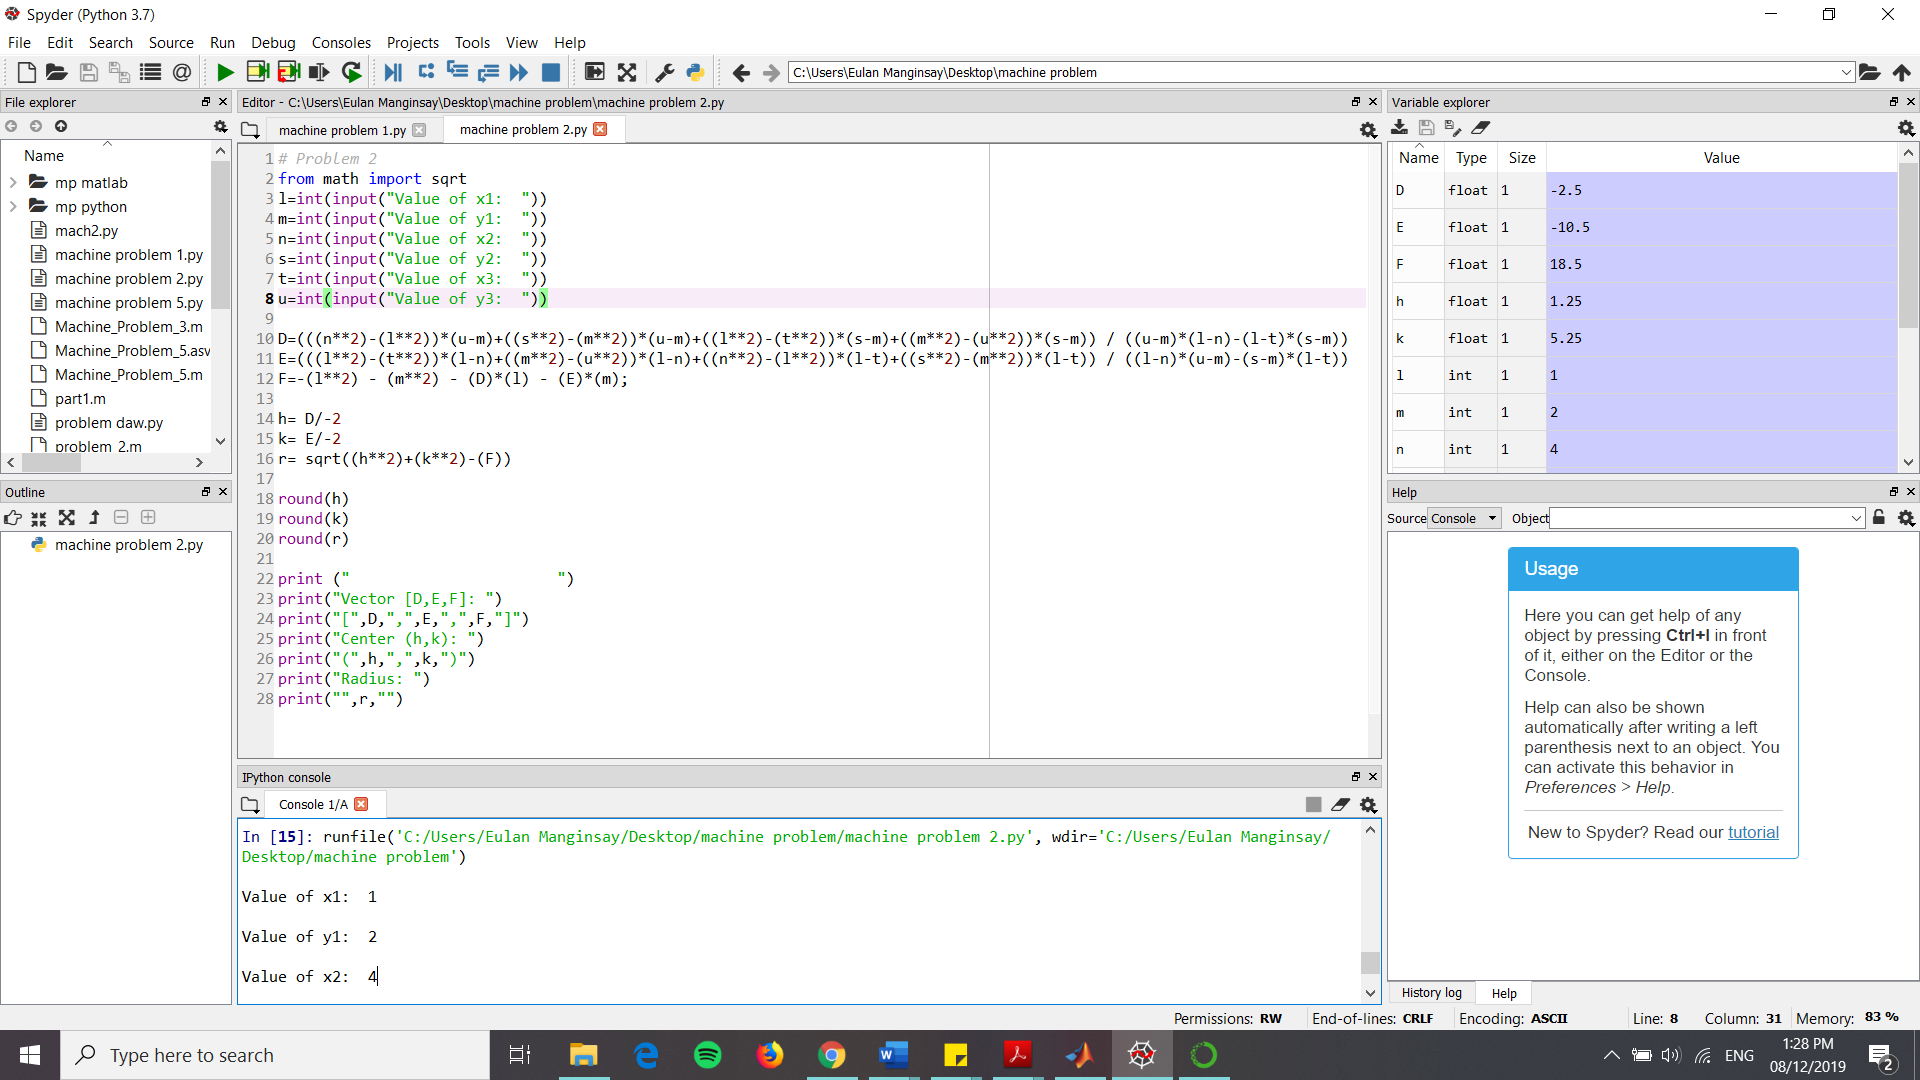 Spyder (Python 3.7)
File Edit Search Source Run Debug Consoles Projects Tools View Help
C:\Users\Eulan Manginsay\Desktop\machine problem
File explorer
Name
mp matlab
mp python
mach2.py
machine problem 1.py
machine problem 2.py
machine problem 5.py
Machine_Problem_3.m
Machine_Problem_5.asv
Machine_Problem_5.m
part1.m
problem daw.py
problem 2.m
Outline
machine problem 2.py
Editor - C:\Users\Eulan Manginsay\Desktop\machine problem\machine problem 2.py
machine problem 1.py machine problem 2.py
1 # Problem 2
2 from math import sqrt
3 l=int(input("Value of x1:  "))
4 m=int(input("Value of y1:  "))
5 n=int(input("Value of x2:  "))
6 s=int(input("Value of y2:  "))
7 t=int(input("Value of x3:  "))
8 u=int(input("Value of y3:  "))
9
10 D=(((n**2)-(l**2))*(u-m)+((s**2)-(m**2))*(u-m)+((l**2)-(t**2))*(s-m)+((m**2)-(u**2))*(s-m)) / ((u-m)*(l-n)-(l-t)*(s-m))
11 E=(((l**2)-(t**2))*(l-n)+((m**2)-(u**2))*(l-n)+((n**2)-(l**2))*(l-t)+((s**2)-(m**2))*(l-t)) / ((l-n)*(u-m)-(s-m)*(l-t))
12 F=-(l**2) - (m**2) - (D)*(l) - (E)*(m);
13
14 h= D/-2
15 k= E/-2
16 r= sqrt((h**2)+(k**2)-(F))
17
18 round(h)
19 round(k)
20 round(r)
21
22 print ("                       ")
23 print("Vector [D,E,F]: ")
24 print("[",D,",",E,",",F,"]")
25 print("Center (h,k): ")
26 print("(",h,",",k,")")
27 print("Radius: ")
28 print("",r,"")
IPython console
Console 1/A
In [15]: runfile('C:/Users/Eulan Manginsay/Desktop/machine problem/machine problem 2.py', wdir='C:/Users/Eulan Manginsay/
Desktop/machine problem')
Value of x1:  1
Value of y1:  2
Value of x2:  4
Variable explorer
Name Type Size Value
D float 1 -2.5
E float 1 -10.5
F float 1 18.5
h float 1 1.25
k float 1 5.25
l int 1 1
m int 1 2
n int 1 4
Help
Source Console Object
Usage
Here you can get help of any
object by pressing Ctrl+I in front
of it, either on the Editor or the
Console.
Help can also be shown
automatically after writing a left
parenthesis next to an object. You
can activate this behavior in
Preferences > Help.
New to Spyder? Read our tutorial
History log Help
Permissions: RW End-of-lines: CRLF Encoding: ASCII Line: 8 Column: 31 Memory: 83 %
Type here to search
ENG
1:28 PM
08/12/2019
2